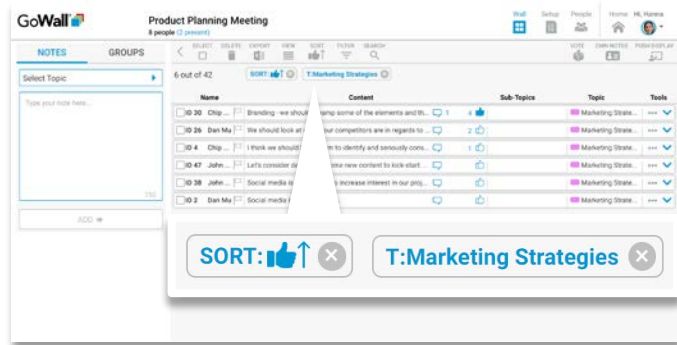 GoWall
Product Planning Meeting
8 people (2 present)
Wall Setup People Home Hi, Hanna
NOTES GROUPS
SELECT DELETE EXPORT VIEW SORT FILTER SEARCH
VOTE OWN NOTES PUSH DISPLAY
Select Topic
6 out of 42 SORT: T:Marketing Strategies
Type your note here...
Name Content Sub-Topics Topic Tools
ID 30 Chip ... Branding - we shou amp some of the elements and th... 1 4 Marketing Strate...
ID 26 Dan Mu We should look at ur competitors are in regards to ... 2 Marketing Strate...
ID 4 Chip ... I think we should m to identify and seriously cons... 1 Marketing Strate...
ID 47 John ... Let's consider de me new content to kick-start ... Marketing Strate...
ID 38 John ... Social media is o increase interest in our proj... Marketing Strate...
ID 2 Dan Mu Social media Marketing Strate...
250
ADD
SORT: T:Marketing Strategies